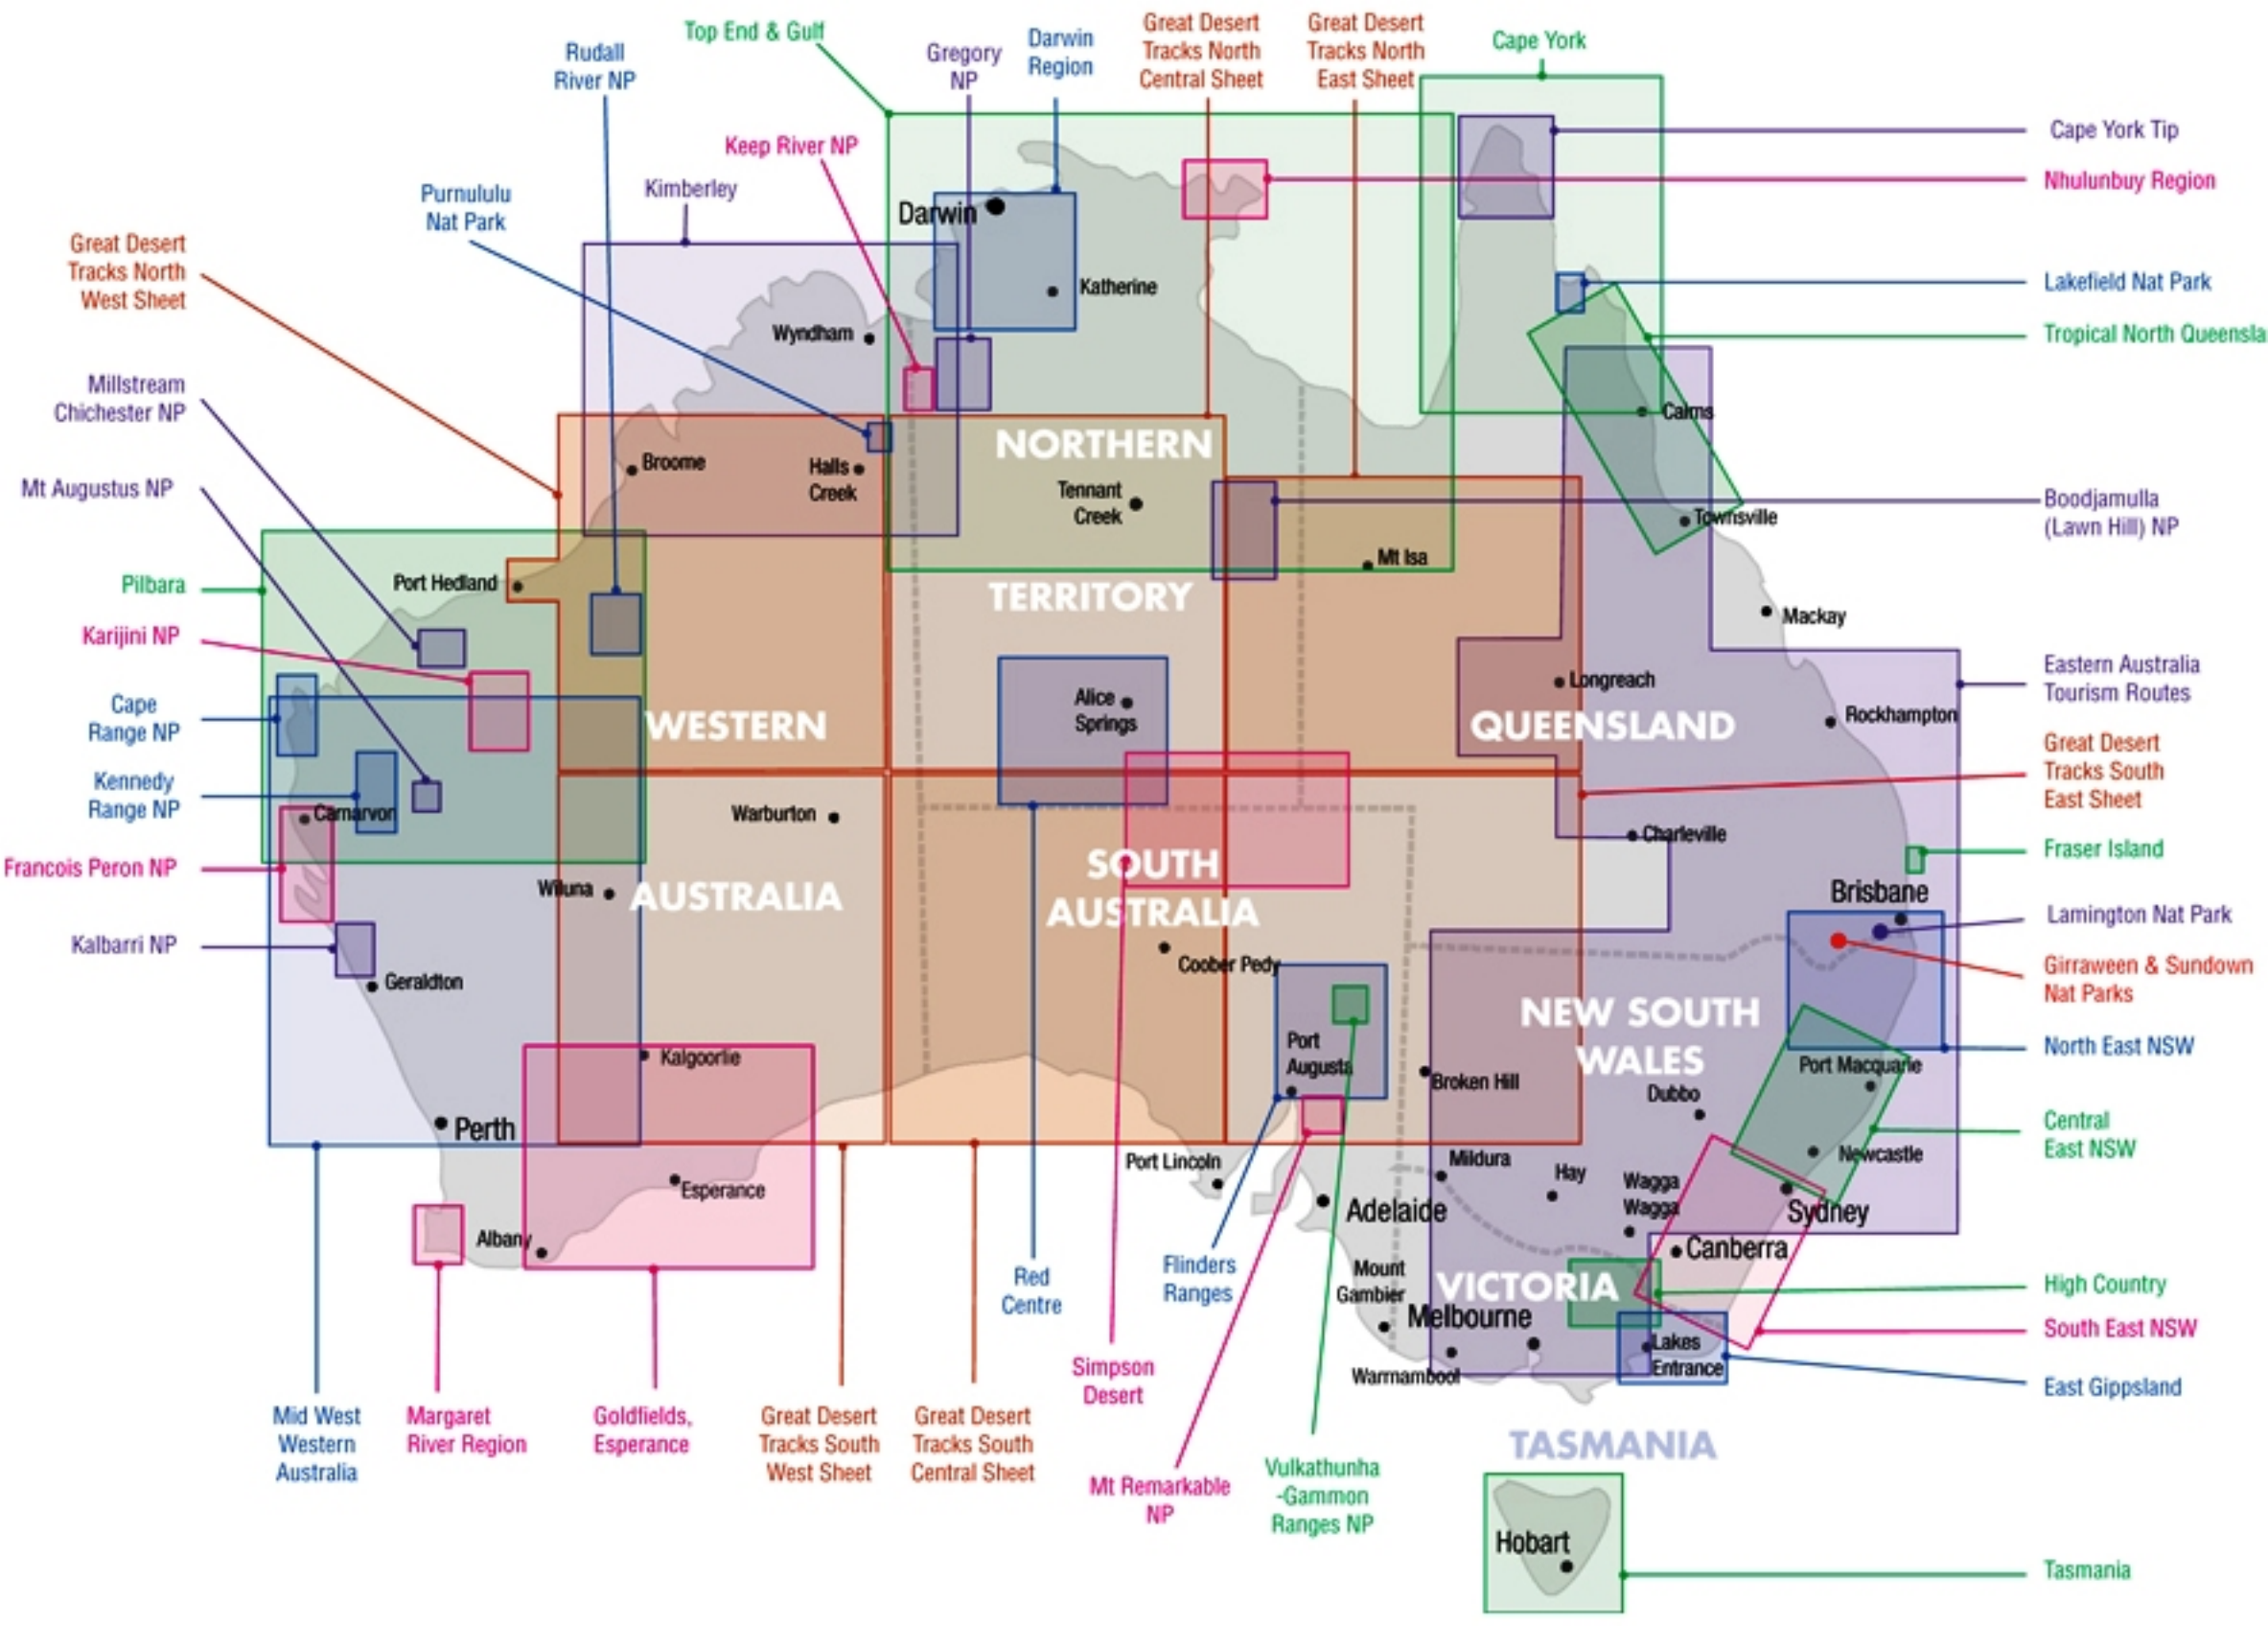 Top End & Gulf
Rudall
River NP
Gregory
NP
Darwin
Region
Great Desert
Tracks North
Central Sheet
Great Desert
Tracks North
East Sheet
Cape York
Cape York Tip
Nhulunbuy Region
Keep River NP
Kimberley
Purnululu
Nat Park
Darwin
Katherine
Wyndham
Great Desert
Tracks North
West Sheet
Lakefield Nat Park
Tropical North Queensla
Millstream
Chichester NP
Mt Augustus NP
Cairns
NORTHERN
Broome
Halls
Creek
Tennant
Creek
Boodjamulla
(Lawn Hill) NP
Townsville
Mt Isa
Pilbara
Port Hedland
TERRITORY
Mackay
Karijini NP
Eastern Australia
Tourism Routes
Longreach
Cape
Range NP
Alice
Springs
WESTERN
QUEENSLAND
Rockhampton
Great Desert
Tracks South
East Sheet
Kennedy
Range NP
Carnarvon
Warburton
Charleville
Fraser Island
Francois Peron NP
SOUTH
AUSTRALIA
Wiluna
AUSTRALIA
Brisbane
Lamington Nat Park
Kalbarri NP
Geraldton
Coober Pedy
Girraween & Sundown
Nat Parks
NEW SOUTH
WALES
North East NSW
Port
Augusta
Kalgoorlie
Broken Hill
Port Macquarie
Dubbo
Perth
Central
East NSW
Newcastle
Port Lincoln
Mildura
Hay
Wagga
Wagga
Esperance
Adelaide
Sydney
Albany
Canberra
Red
Centre
Flinders
Ranges
Mount
Gambier
VICTORIA
High Country
Melbourne
South East NSW
Lakes
Entrance
Warrnambool
East Gippsland
Simpson
Desert
Mid West
Western
Australia
Margaret
River Region
Goldfields,
Esperance
Great Desert
Tracks South
West Sheet
Great Desert
Tracks South
Central Sheet
Mt Remarkable
NP
Vulkathunha
-Gammon
Ranges NP
TASMANIA
Hobart
Tasmania